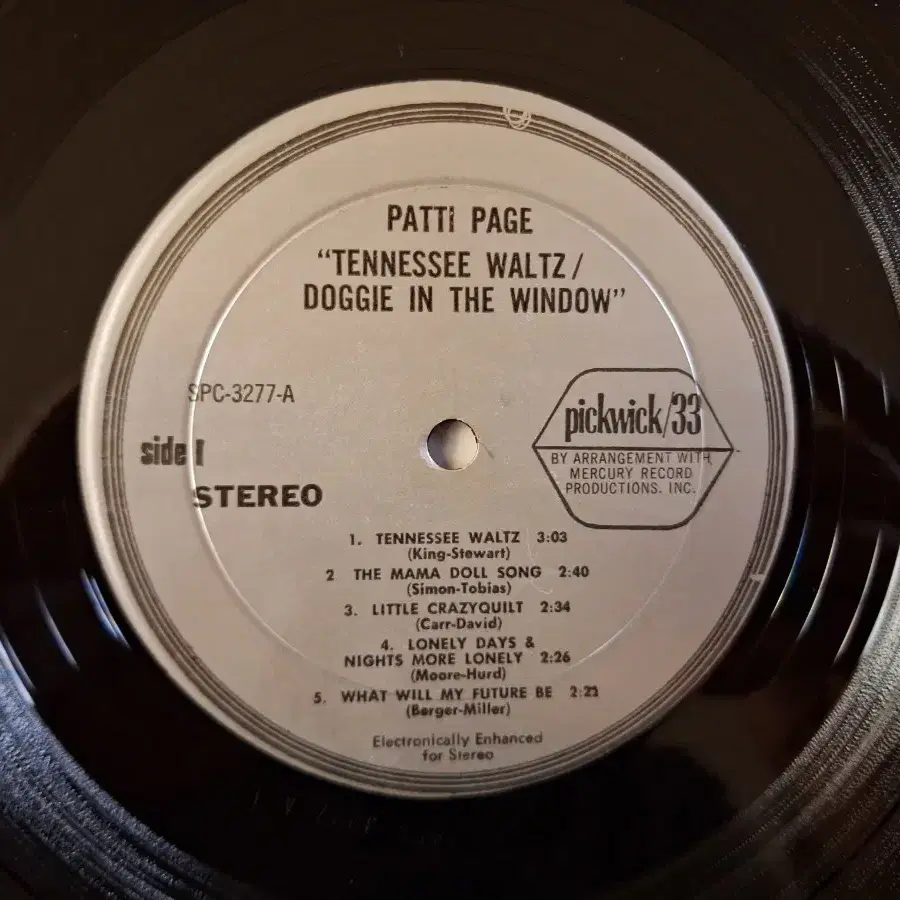 PATTI PAGE
"TENNESSEE WALTZ/
DOGGIE IN THE WINDOW"
SPC-3277-A
side 1
STEREO
pickwick/33
BY ARRANGEMENT WITH
MERCURY RECORD
PRODUCTIONS. INC.
1. TENNESSEE WALTZ 3:03
(King-Stewart)
2 THE MAMA DOLL SONG 2:40
(Simon-Tobias)
3. LITTLE CRAZYQUILT 2:34
(Carr-David)
4. LONELY DAYS &
NIGHTS MORE LONELY 2:26
(Moore-Hurd)
5. WHAT WILL MY FUTURE BE 2:21
(Berger-Miller)
Electronically Enhanced
for Stereo